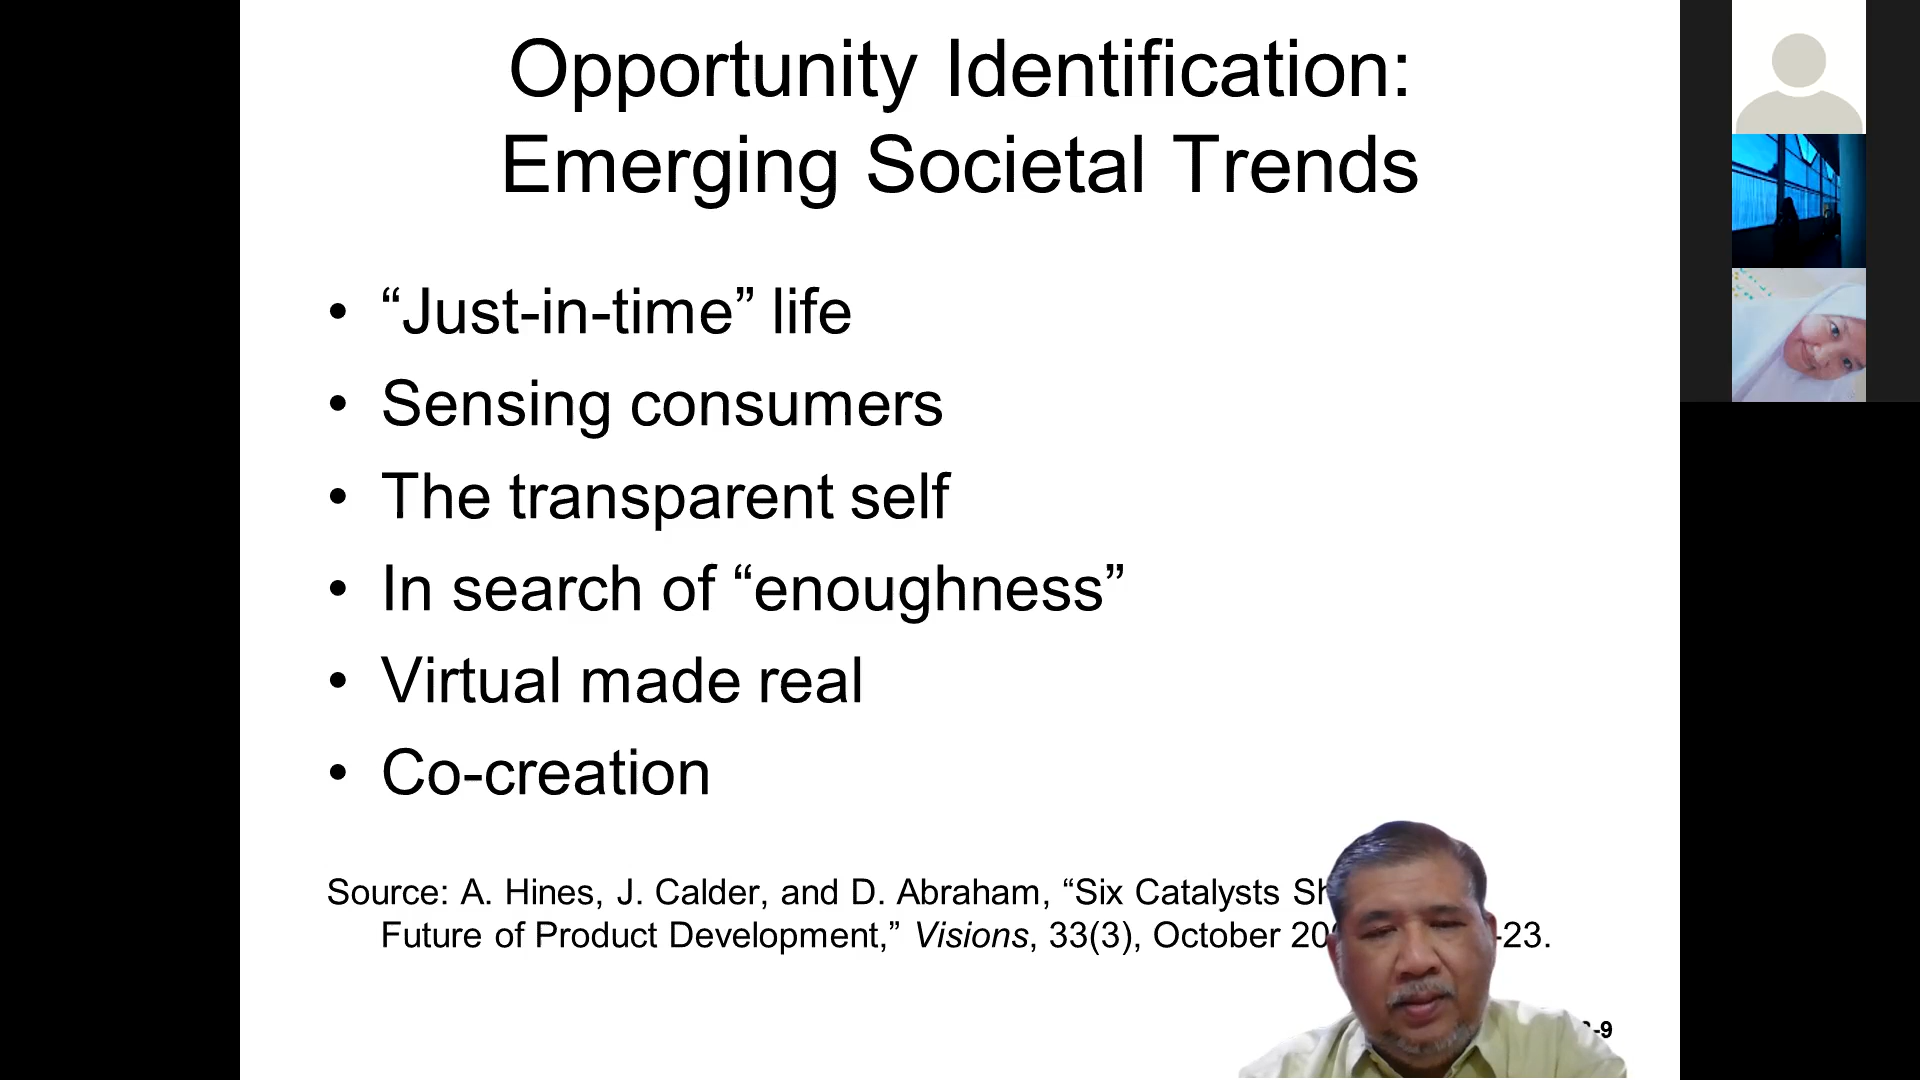 Opportunity Identification:
Emerging Societal Trends
• “Just-in-time” life
• Sensing consumers
• The transparent self
• In search of “enoughness”
• Virtual made real
• Co-creation
Source: A. Hines, J. Calder, and D. Abraham, “Six Catalysts
Future of Product Development,” Visions, 33(3), October -23.
-9